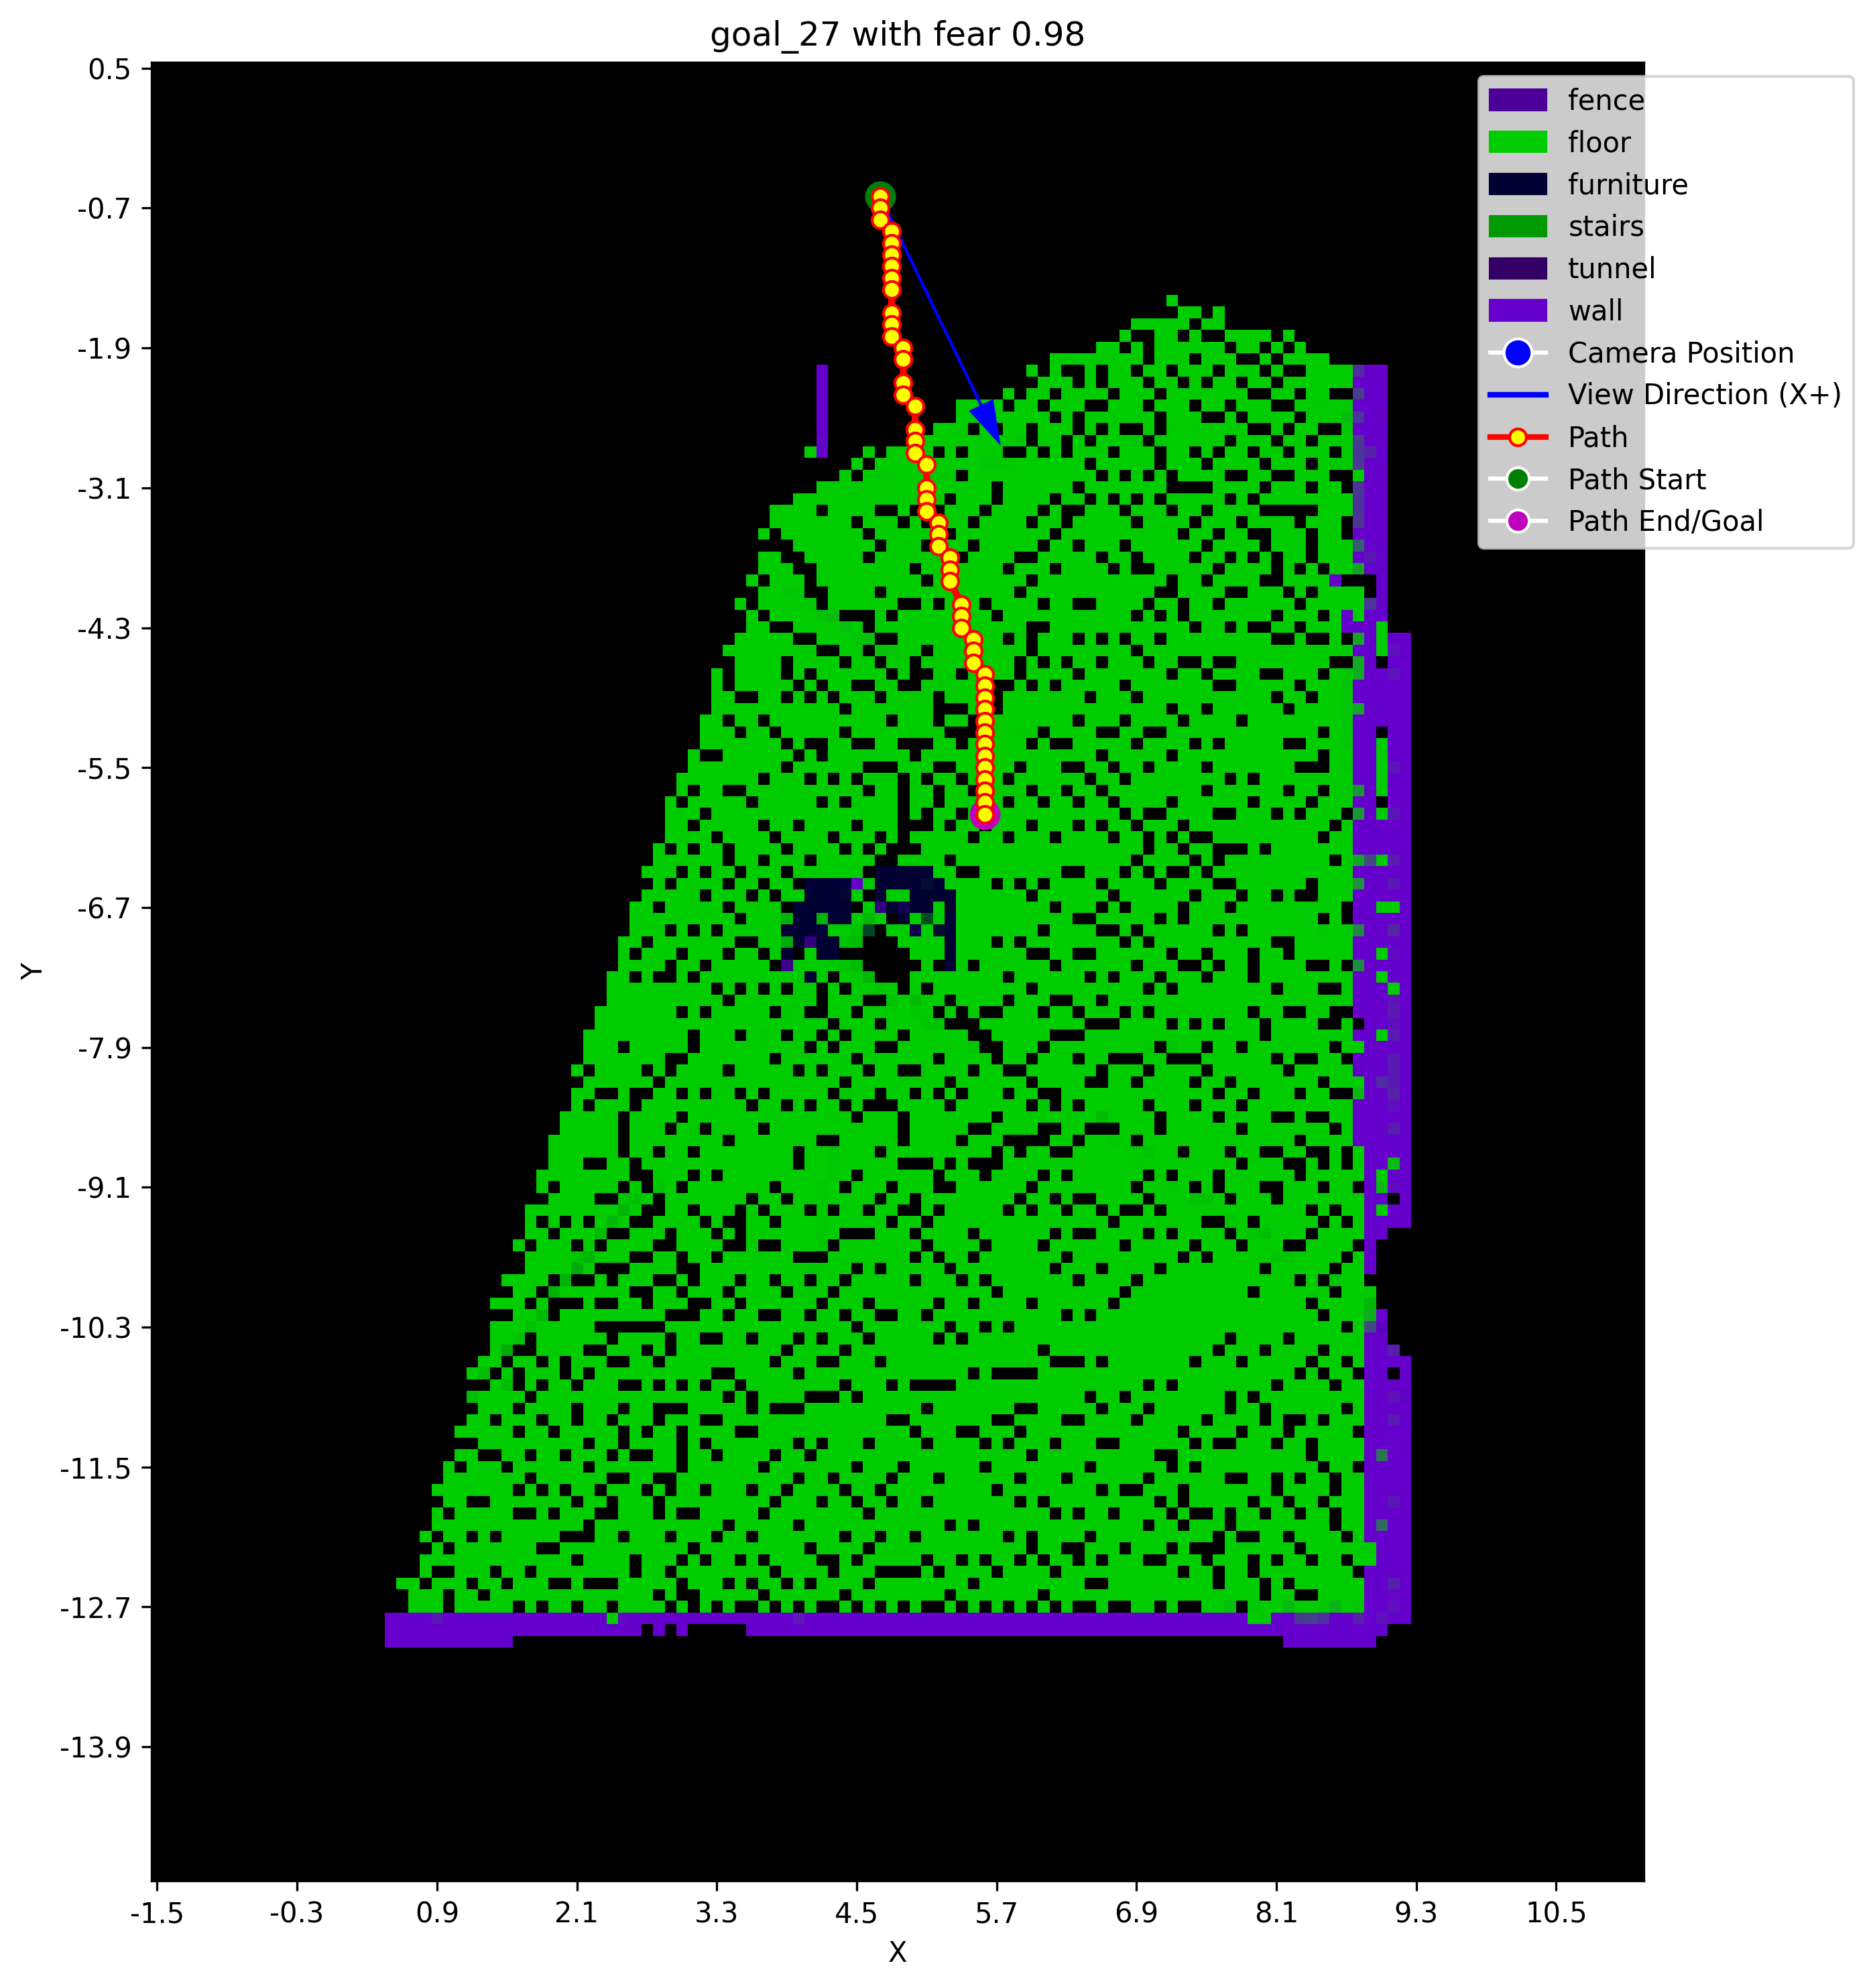 goal_27 with fear 0.98
0.5
-0.7
-1.9
-3.1
-4.3
-5.5
-6.7
-7.9
-9.1
-10.3
-11.5
-12.7
-13.9
Y
-1.5
-0.3
0.9
2.1
3.3
4.5
5.7
6.9
8.1
9.3
10.5
X
fence
floor
furniture
stairs
tunnel
wall
Camera Position
View Direction (X+)
Path
Path Start
Path End/Goal